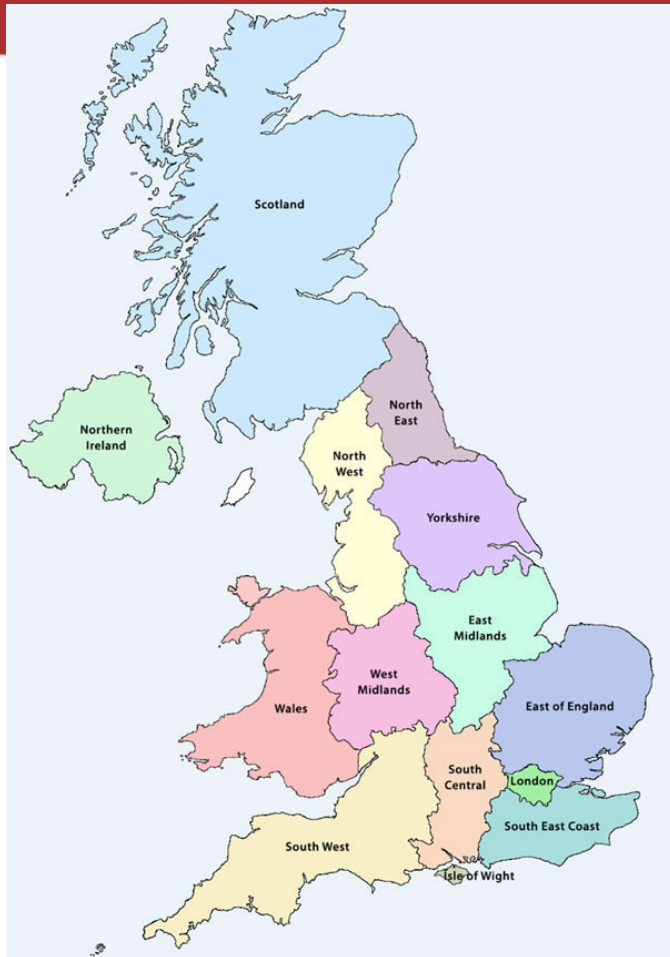 Scotland
North
East
Northern
Ireland
North
West
Yorkshire
East
Midlands
West
Midlands
Wales
East of England
South
Central
London
South East Coast
South West
Isle of Wight